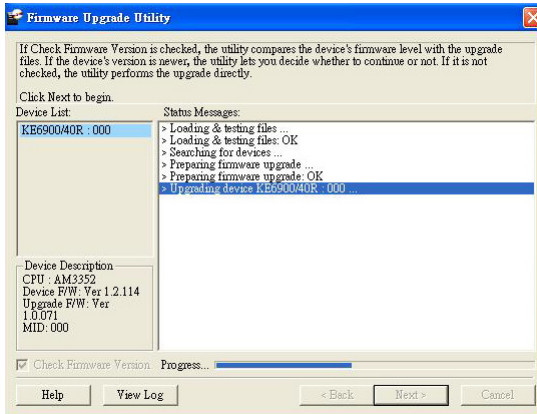 Firmware Upgrade Utility
If Check Firmware Version is checked, the utility compares the device's firmware level with the upgrade
files. If the device's version is newer, the utility lets you decide whether to continue or not. If it is not
checked, the utility performs the upgrade directly.
Click Next to begin.
Device List:
KE6900/40R : 000
Status Messages:
> Loading & testing files ...
> Loading & testing files: OK
> Searching for devices ...
> Preparing firmware upgrade ...
> Preparing firmware upgrade: OK
> Upgrading device KE6900/40R : 000 ...
Device Description
CPU : AM3352
Device F/W: Ver 1.2.114
Upgrade F/W: Ver
1.0.071
MID: 000
Check Firmware Version Progress...
Help View Log < Back Next > Cancel